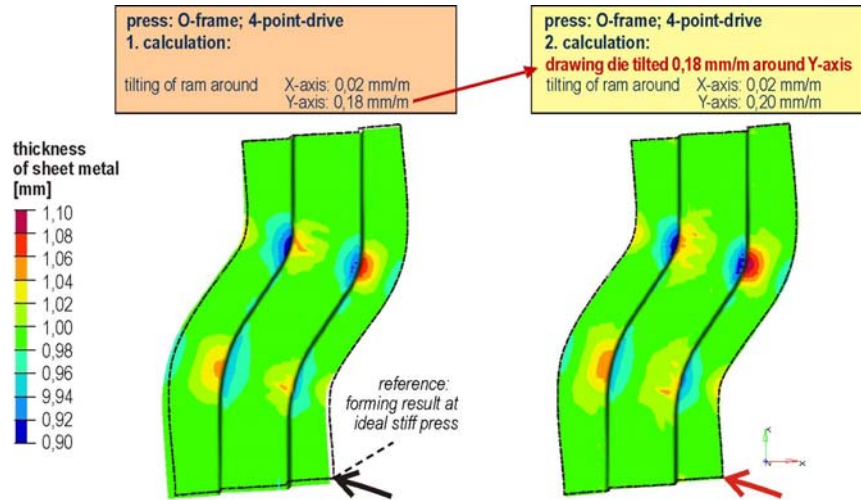 press: O-frame; 4-point-drive
1. calculation:
tilting of ram around X-axis: 0,02 mm/m
Y-axis: 0,18 mm/m
press: O-frame; 4-point-drive
2. calculation:
drawing die tilted 0,18 mm/m around Y-axis
tilting of ram around X-axis: 0,02 mm/m
Y-axis: 0,20 mm/m
thickness
of sheet metal
[mm]
1,10
1,08
1,06
1,04
1,02
1,00
0,98
0,96
9,94
0,92
0,90
reference:
forming result at
ideal stiff press
X